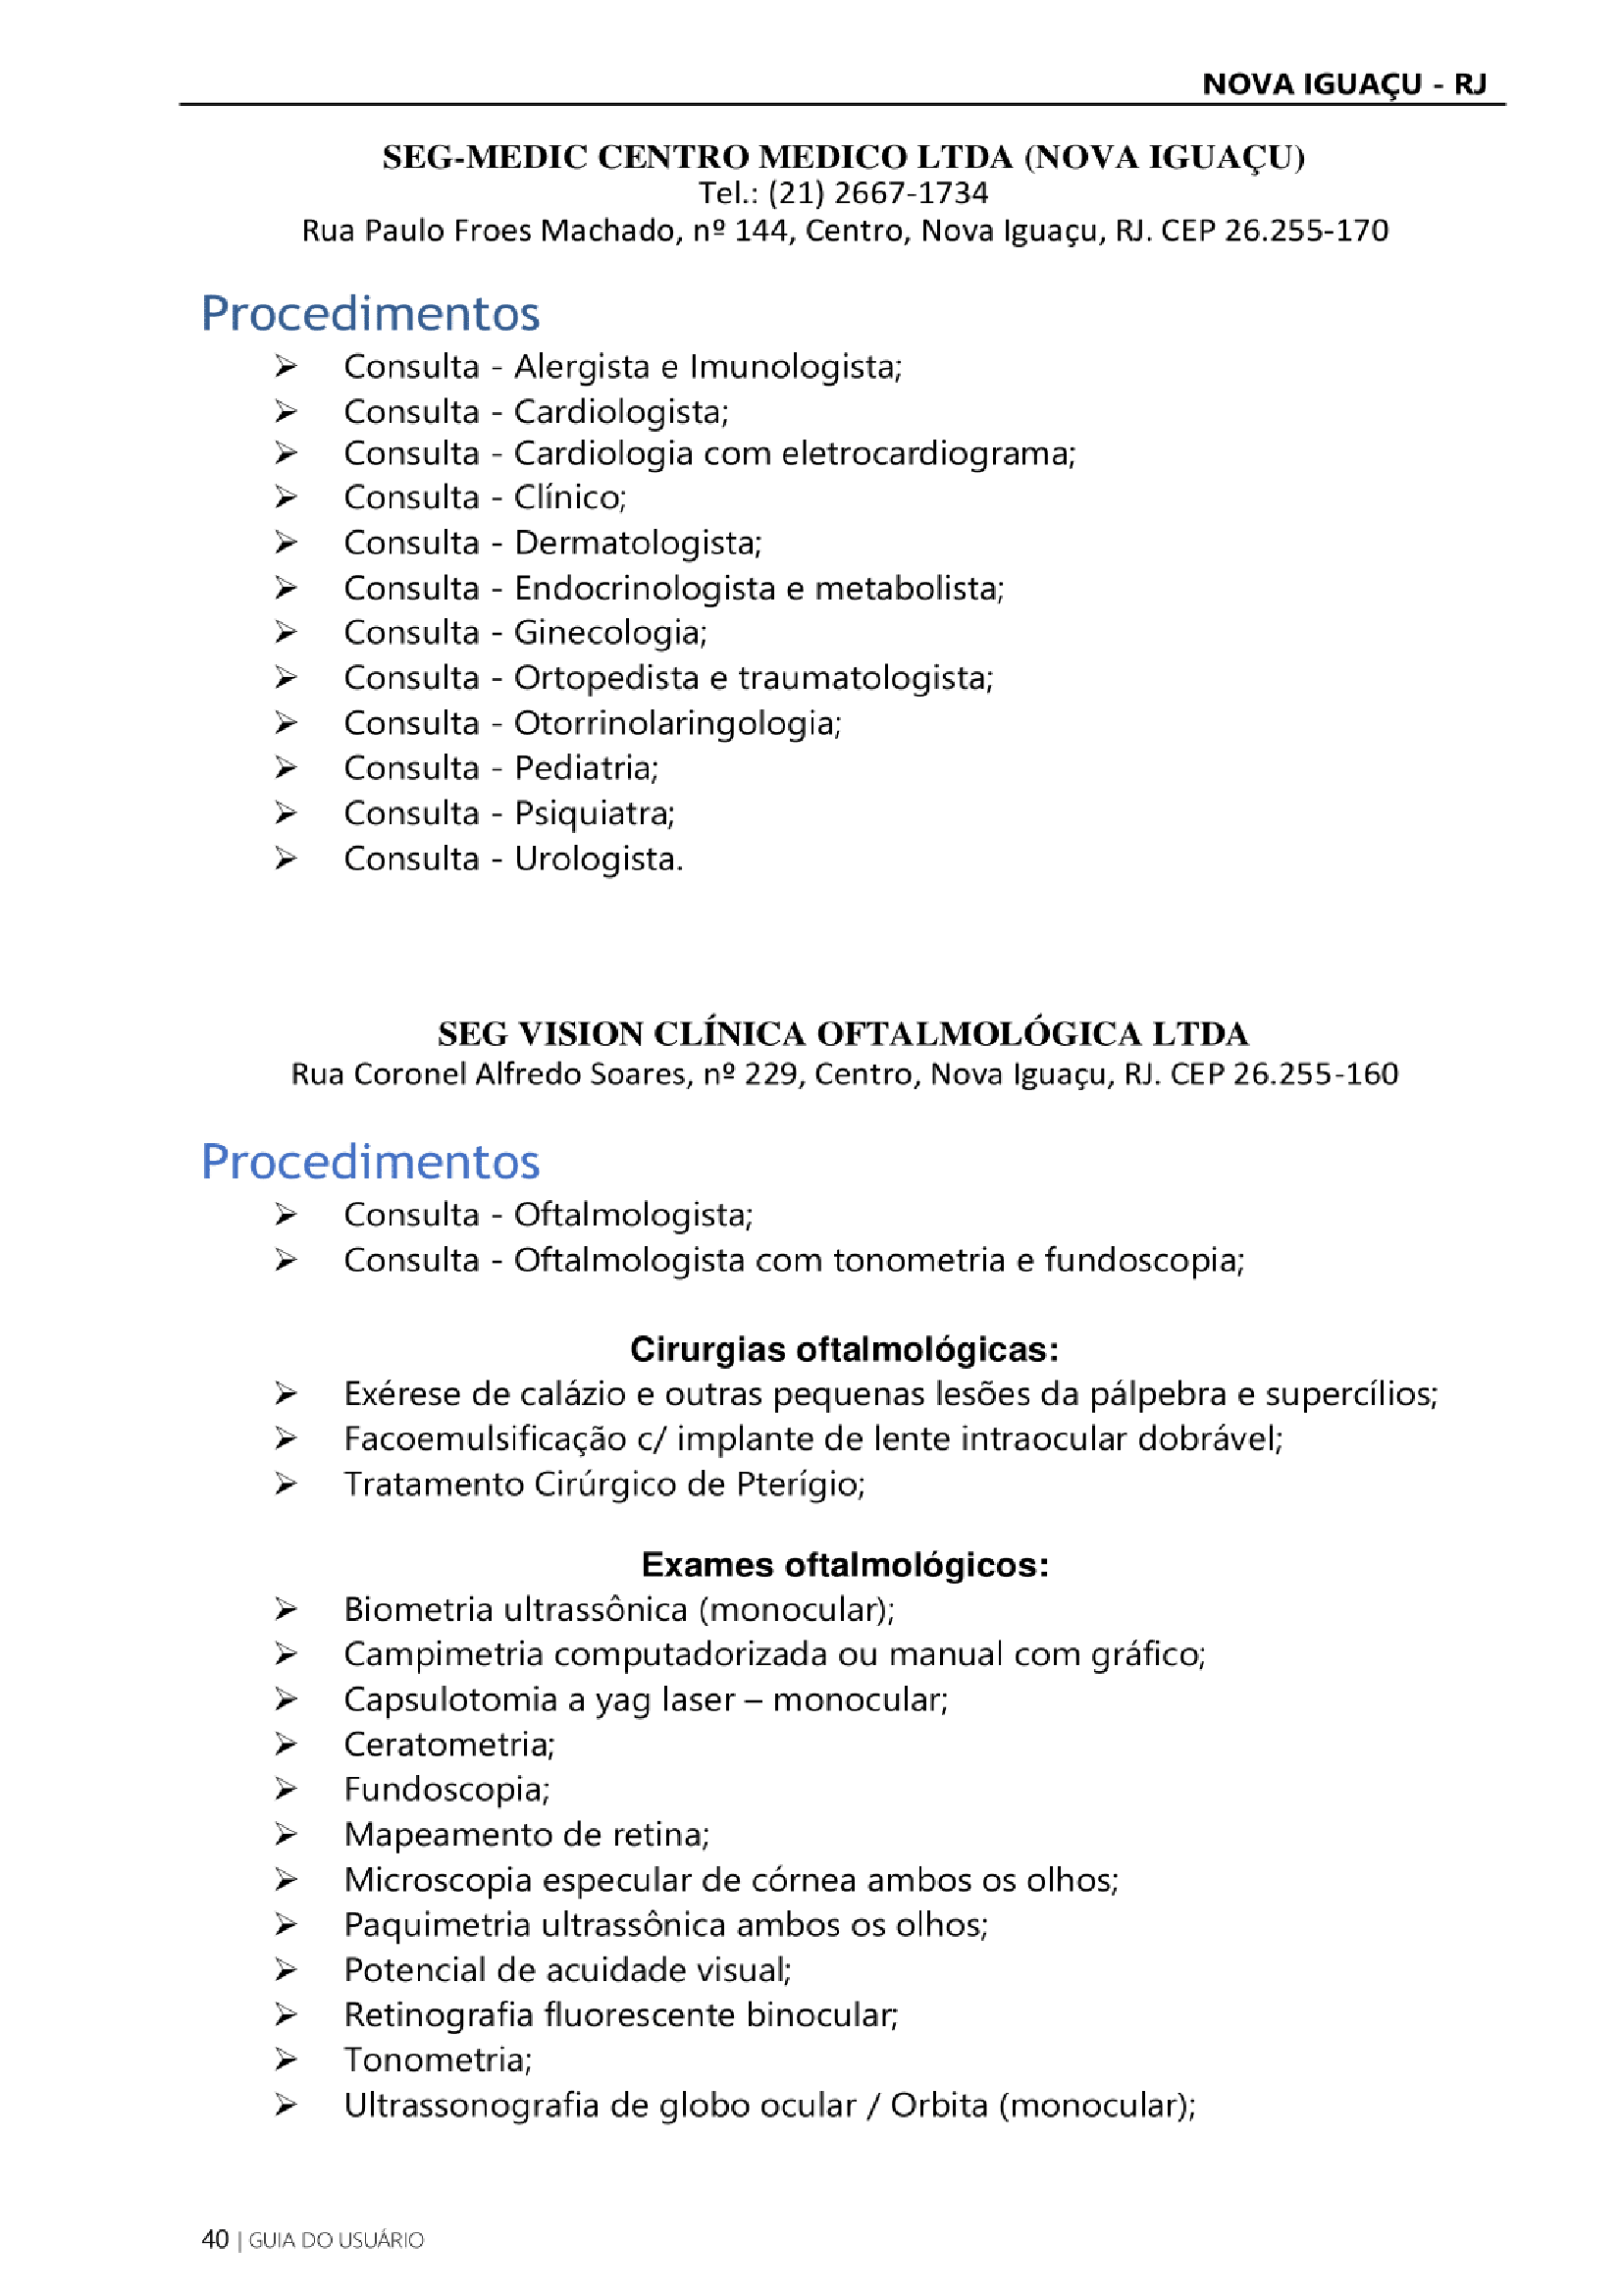 NOVA IGUAÇU - RJ
SEG-MEDIC CENTRO MEDICO LTDA (NOVA IGUAÇU)
Tel.: (21) 2667-1734
Rua Paulo Froes Machado, nº 144, Centro, Nova Iguaçu, RJ. CEP 26.255-170
Procedimentos
➢ Consulta - Alergista e Imunologista;
➢ Consulta - Cardiologista;
➢ Consulta - Cardiologia com eletrocardiograma;
➢ Consulta - Clínico;
➢ Consulta - Dermatologista;
➢ Consulta - Endocrinologista e metabolista;
➢ Consulta - Ginecologia;
➢ Consulta - Ortopedista e traumatologista;
➢ Consulta - Otorrinolaringologia;
➢ Consulta - Pediatria;
➢ Consulta - Psiquiatra;
➢ Consulta - Urologista.
SEG VISION CLÍNICA OFTALMOLÓGICA LTDA
Rua Coronel Alfredo Soares, nº 229, Centro, Nova Iguaçu, RJ. CEP 26.255-160
Procedimentos
➢ Consulta - Oftalmologista;
➢ Consulta - Oftalmologista com tonometria e fundoscopia;
Cirurgias oftalmológicas:
➢ Exérese de calázio e outras pequenas lesões da pálpebra e supercílios;
➢ Facoemulsificação c/ implante de lente intraocular dobrável;
➢ Tratamento Cirúrgico de Pterígio;
Exames oftalmológicos:
➢ Biometria ultrassônica (monocular);
➢ Campimetria computadorizada ou manual com gráfico;
➢ Capsulotomia a yag laser – monocular;
➢ Ceratometria;
➢ Fundoscopia;
➢ Mapeamento de retina;
➢ Microscopia especular de córnea ambos os olhos;
➢ Paquimetria ultrassônica ambos os olhos;
➢ Potencial de acuidade visual;
➢ Retinografia fluorescente binocular;
➢ Tonometria;
➢ Ultrassonografia de globo ocular / Orbita (monocular);
40 | GUIA DO USUÁRIO